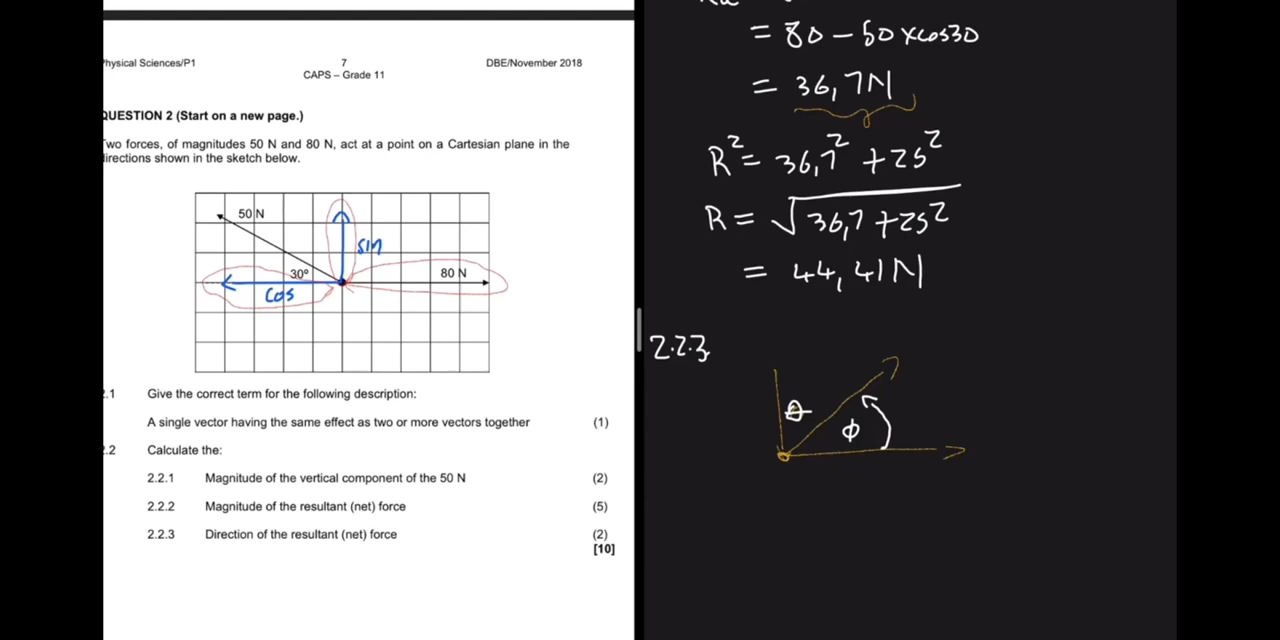 hysical Sciences/P1 7 DBE/November 2018
CAPS – Grade 11
QUESTION 2 (Start on a new page.)
Two forces, of magnitudes 50 N and 80 N, act at a point on a Cartesian plane in the
directions shown in the sketch below.
50 N
sin
30°
80 N
cos
2.1 Give the correct term for the following description:
A single vector having the same effect as two or more vectors together (1)
2.2 Calculate the:
2.2.1 Magnitude of the vertical component of the 50 N (2)
2.2.2 Magnitude of the resultant (net) force (5)
2.2.3 Direction of the resultant (net) force (2)
[10]
= 80 - 50 x cos30
= 36,7N
R² = 36,7² + 25²
R = √36,7 + 25²
= 44,41N
2.2.3.
θ
ϕ